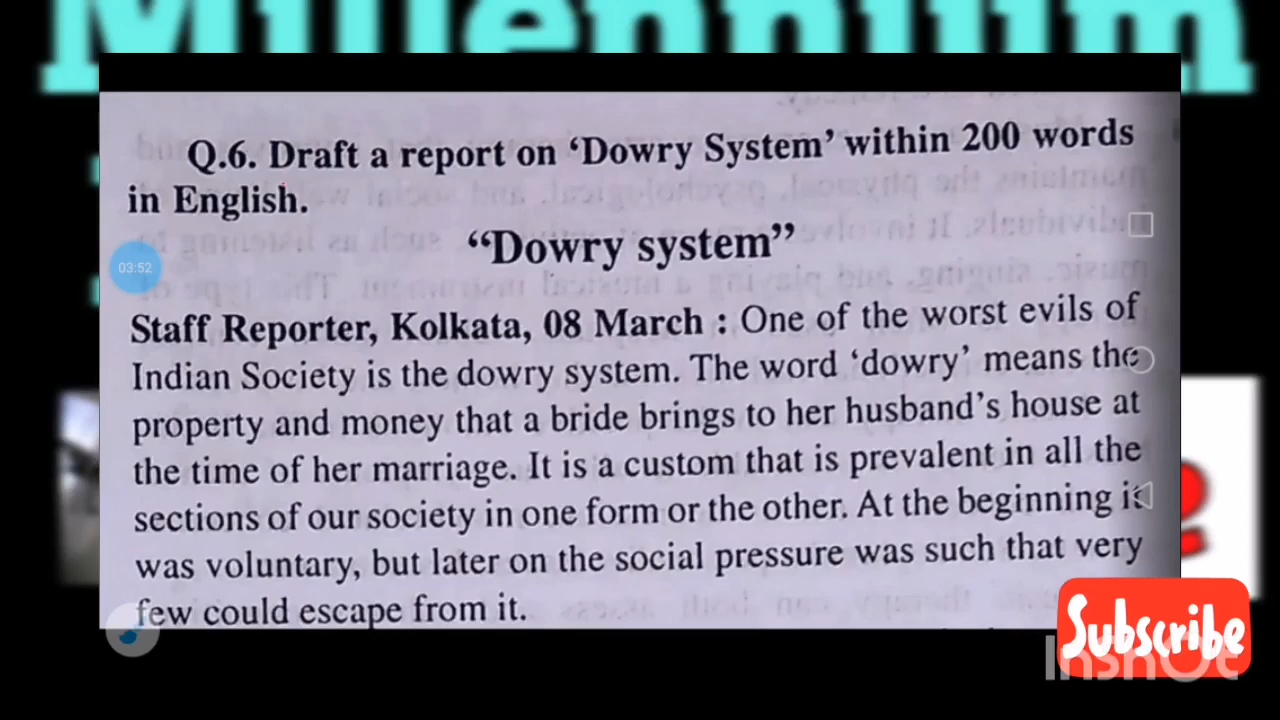 Millennium
Q.6. Draft a report on ‘Dowry System’ within 200 words
in English.
“Dowry system”
03:52
Staff Reporter, Kolkata, 08 March : One of the worst evils of
Indian Society is the dowry system. The word ‘dowry’ means the
property and money that a bride brings to her husband’s house at
the time of her marriage. It is a custom that is prevalent in all the
sections of our society in one form or the other. At the beginning it
was voluntary, but later on the social pressure was such that very
few could escape from it.
Subscribe
InShOt